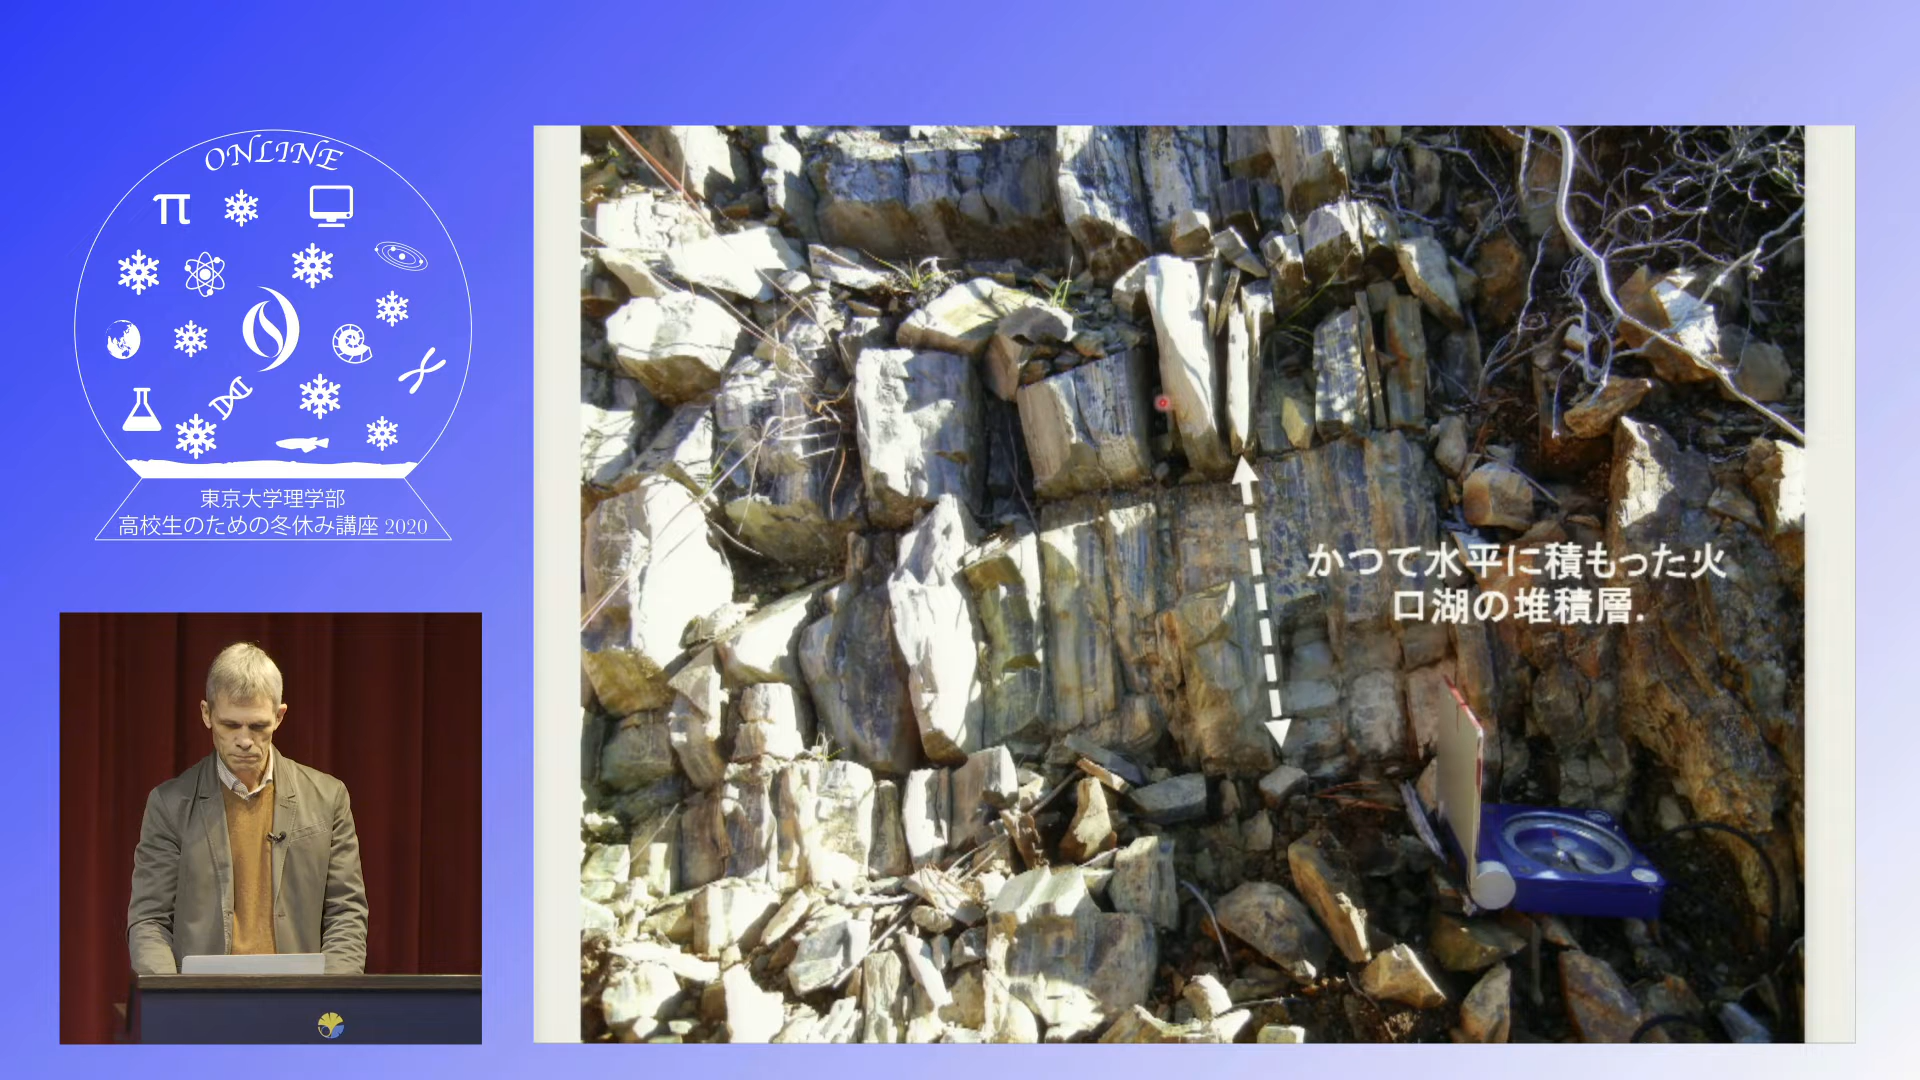 ONLINE
π
東京大学理学部
高校生のための冬休み講座 2020
かつて水平に積もった火
口湖の堆積層.